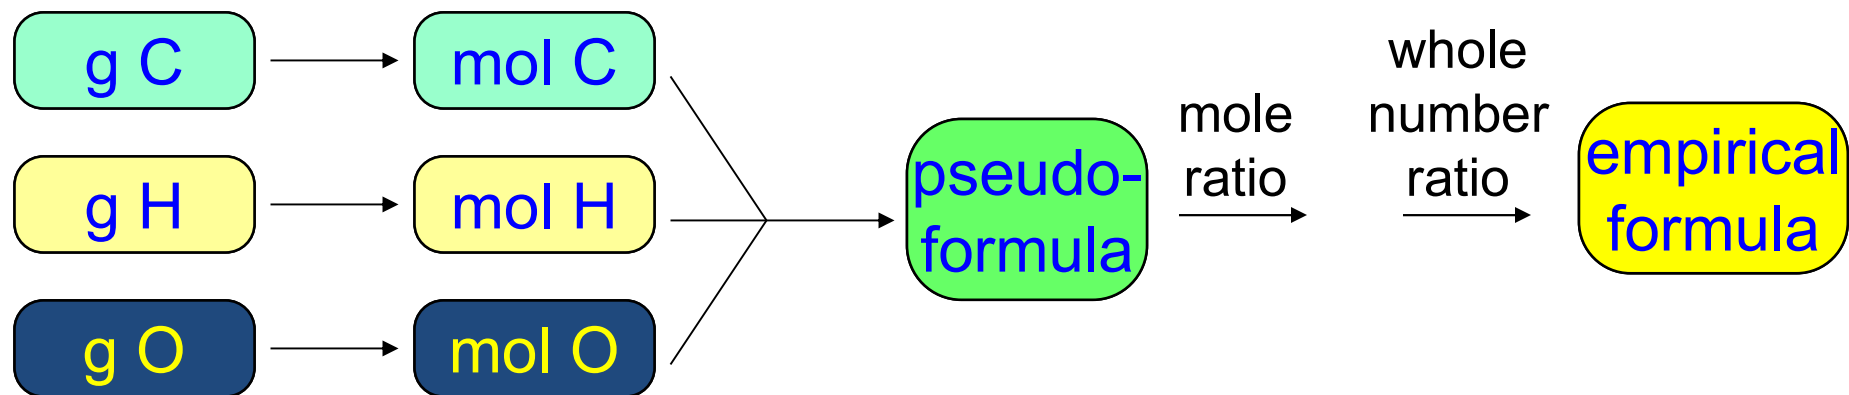 g C
mol C
g H
mol H
g O
mol O
pseudo-
formula
mole
ratio
whole
number
ratio
empirical
formula